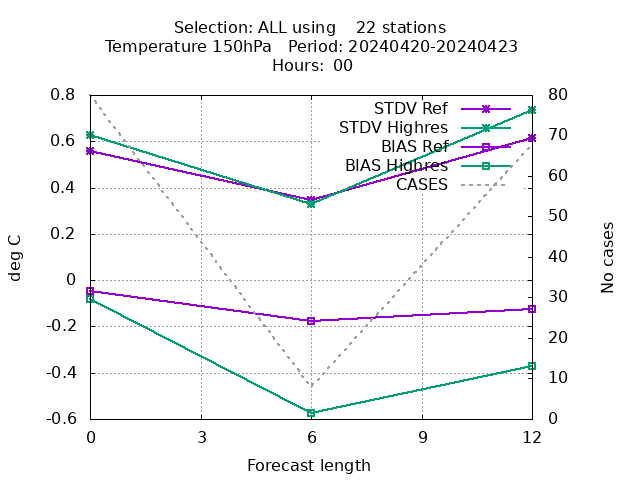 Selection: ALL using    22 stations
Temperature 150hPa   Period: 20240420-20240423
Hours:  00
0.8
0.6
0.4
0.2
0
-0.2
-0.4
-0.6
deg C
STDV Ref
STDV Highres
BIAS Ref
BIAS Highres
CASES
80
70
60
50
40
30
20
10
0
No cases
0 3 6 9 12
Forecast length